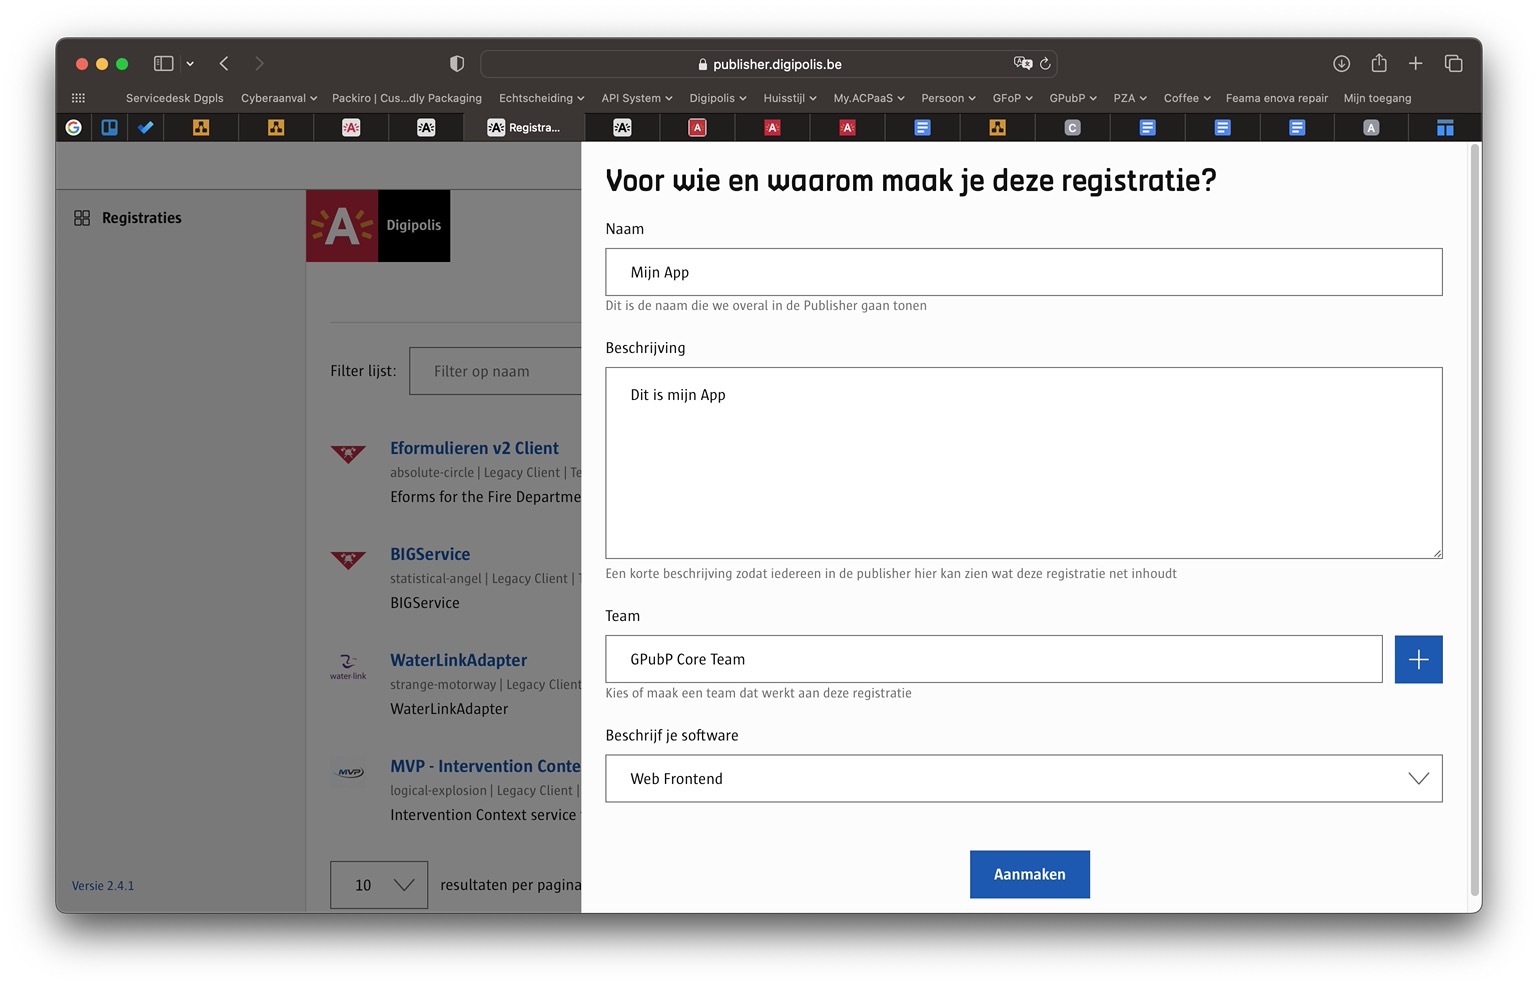 publisher.digipolis.be
Servicedesk Dgpls Cyberaanval Packiro | Cus...dly Packaging Echtscheiding API System Digipolis Huisstijl My.ACPaaS Persoon GFoP GPubP PZA Coffee Feama enova repair Mijn toegang
Registra...
Registraties
Digipolis
Filter lijst:
Filter op naam
Eformulieren v2 Client
absolute-circle | Legacy Client | Te
Eforms for the Fire Departme
BIGService
statistical-angel | Legacy Client |
BIGService
water-link
WaterLinkAdapter
strange-motorway | Legacy Client
WaterLinkAdapter
MVP
MVP - Intervention Conte
logical-explosion | Legacy Client |
Intervention Context service
10
resultaten per pagina
Versie 2.4.1
Voor wie en waarom maak je deze registratie?
Naam
Mijn App
Dit is de naam die we overal in de Publisher gaan tonen
Beschrijving
Dit is mijn App
Een korte beschrijving zodat iedereen in de publisher hier kan zien wat deze registratie net inhoudt
Team
GPubP Core Team
Kies of maak een team dat werkt aan deze registratie
Beschrijf je software
Web Frontend
Aanmaken